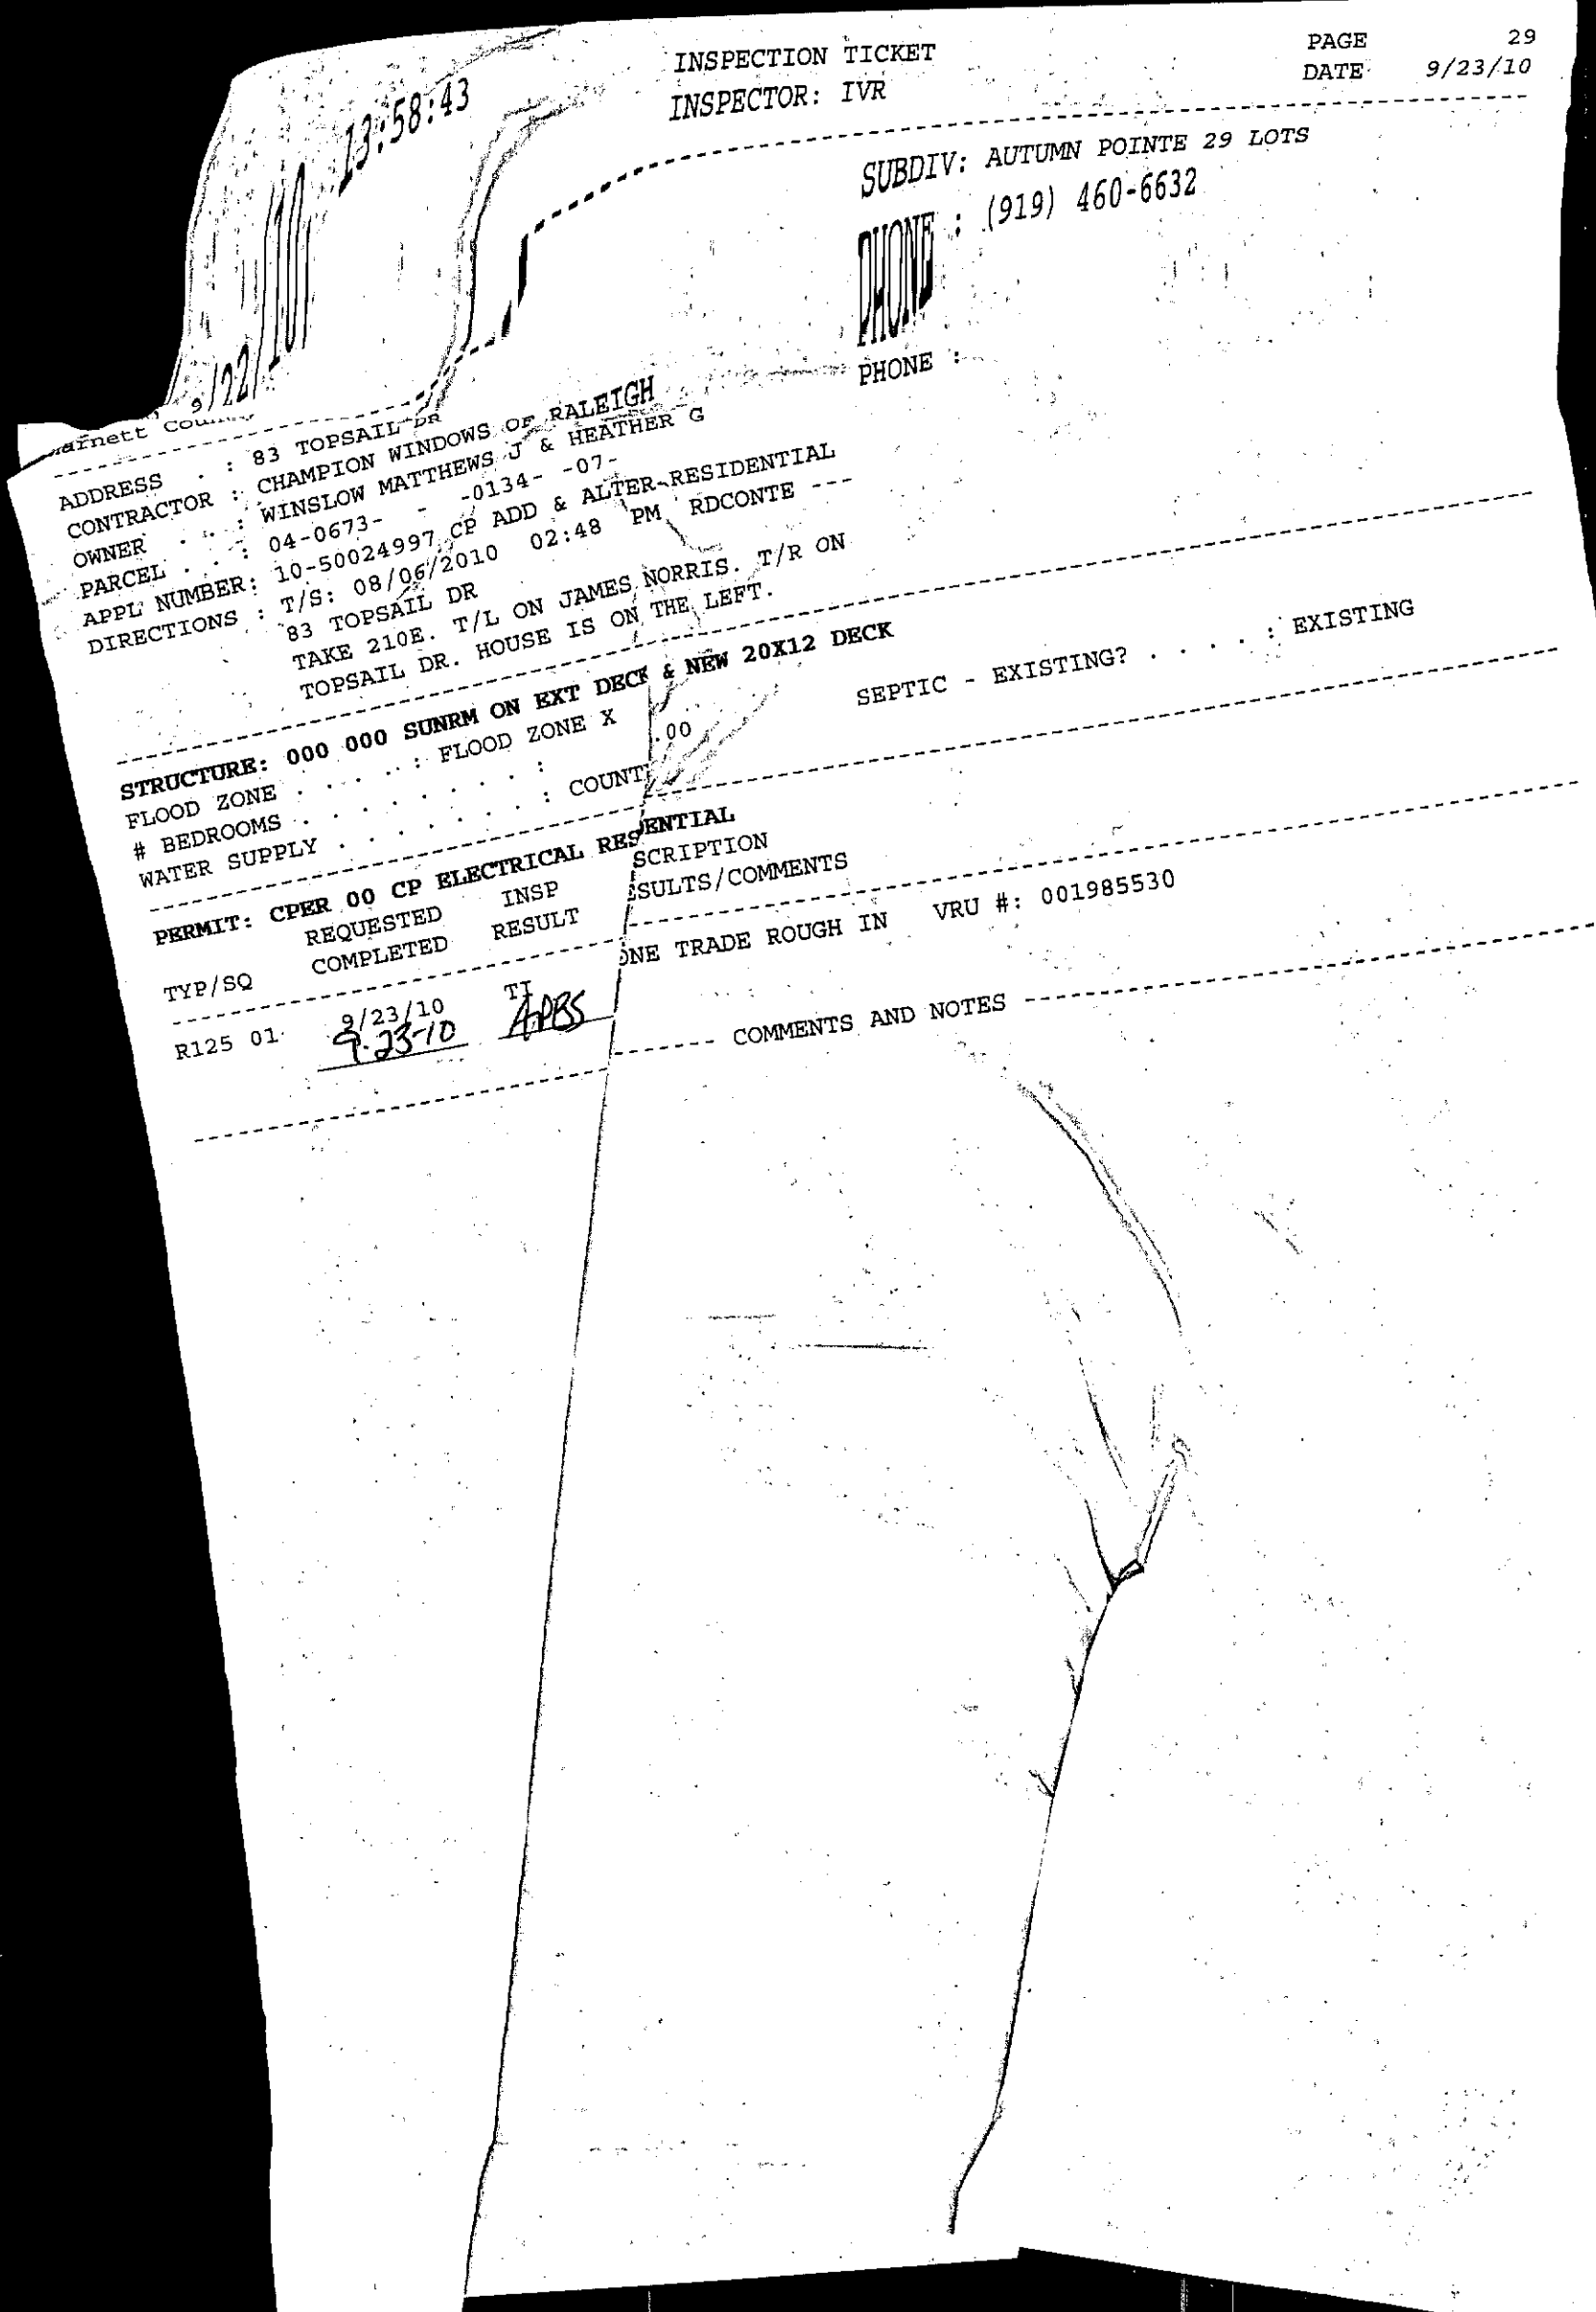 INSPECTION TICKET PAGE 29
INSPECTOR: IVR DATE 9/23/10
9/22/10 13:58:43
ADDRESS . : 83 TOPSAIL DR SUBDIV: AUTUMN POINTE 29 LOTS
CONTRACTOR : CHAMPION WINDOWS OF RALEIGH PHONE : (919) 460-6632
OWNER . . : WINSLOW MATTHEWS J & HEATHER G PHONE :
PARCEL . . : 04-0673- - -0134- -07-
APPL NUMBER: 10-50024997 CP ADD & ALTER-RESIDENTIAL
DIRECTIONS : T/S: 08/06/2010 02:48 PM RDCONTE ---
83 TOPSAIL DR
TAKE 210E. T/L ON JAMES NORRIS. T/R ON
TOPSAIL DR. HOUSE IS ON THE LEFT.
STRUCTURE: 000 000 SUNRM ON EXT DECK & NEW 20X12 DECK
FLOOD ZONE . . . . . : FLOOD ZONE X
# BEDROOMS . . . . . . . : .00
WATER SUPPLY . . . . . . : COUNT SEPTIC - EXISTING? . . . . : EXISTING
PERMIT: CPER 00 CP ELECTRICAL RESDENTIAL
REQUESTED INSP SCRIPTION
TYP/SQ COMPLETED RESULT SULTS/COMMENTS
R125 01 9/23/10 TI ONE TRADE ROUGH IN VRU #: 001985530
9-23-10
------- COMMENTS AND NOTES -------